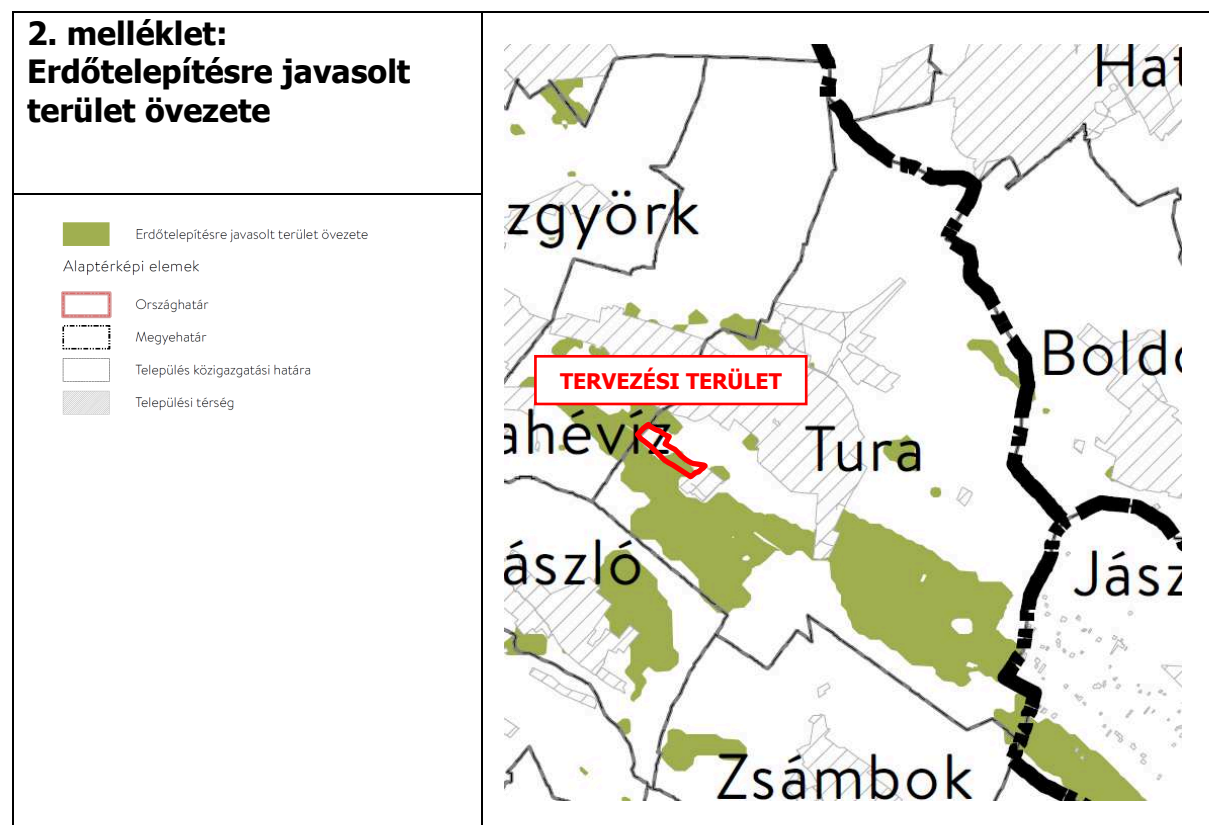 2. melléklet:
Erdőtelepítésre javasolt
terület övezete
Erdőtelepítésre javasolt terület övezete
Alaptérképi elemek
Országhatár
Megyehatár
Település közigazgatási határa
Települési térség
Hat
zgyörk
Boldo
TERVEZÉSI TERÜLET
ahévíz
Tura
ászló
Jász
Zsámbok